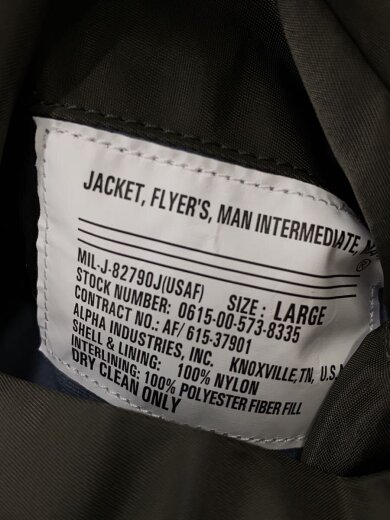 JACKET, FLYER'S, MAN INTERMEDIATE,
®
MIL-J-82790J(USAF) SIZE: LARGE
STOCK NUMBER: 0615-00-573-8335
CONTRACT NO.: AF/ 615-37901
ALPHA INDUSTRIES, INC. KNOXVILLE,TN, U.S.
SHELL & LINING: 100% NYLON
INTERLINING: 100% POLYESTER FIBER FILL
DRY CLEAN ONLY